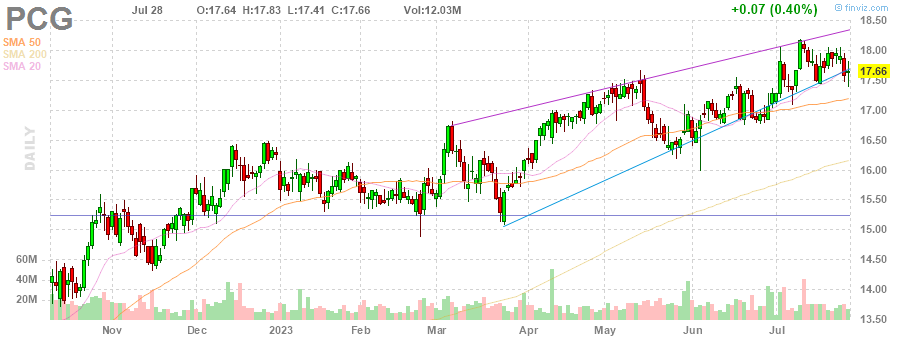 PCG Jul 28 O:17.64 H:17.83 L:17.41 C:17.66 Vol:12.03M +0.07 (0.40%) © finviz.com
SMA 50
SMA 200
SMA 20
DAILY
18.50
18.00
17.66
17.50
17.00
16.50
16.00
15.50
15.00
14.50
14.00
13.50
60M
40M
20M
Nov Dec 2023 Feb Mar Apr May Jun Jul